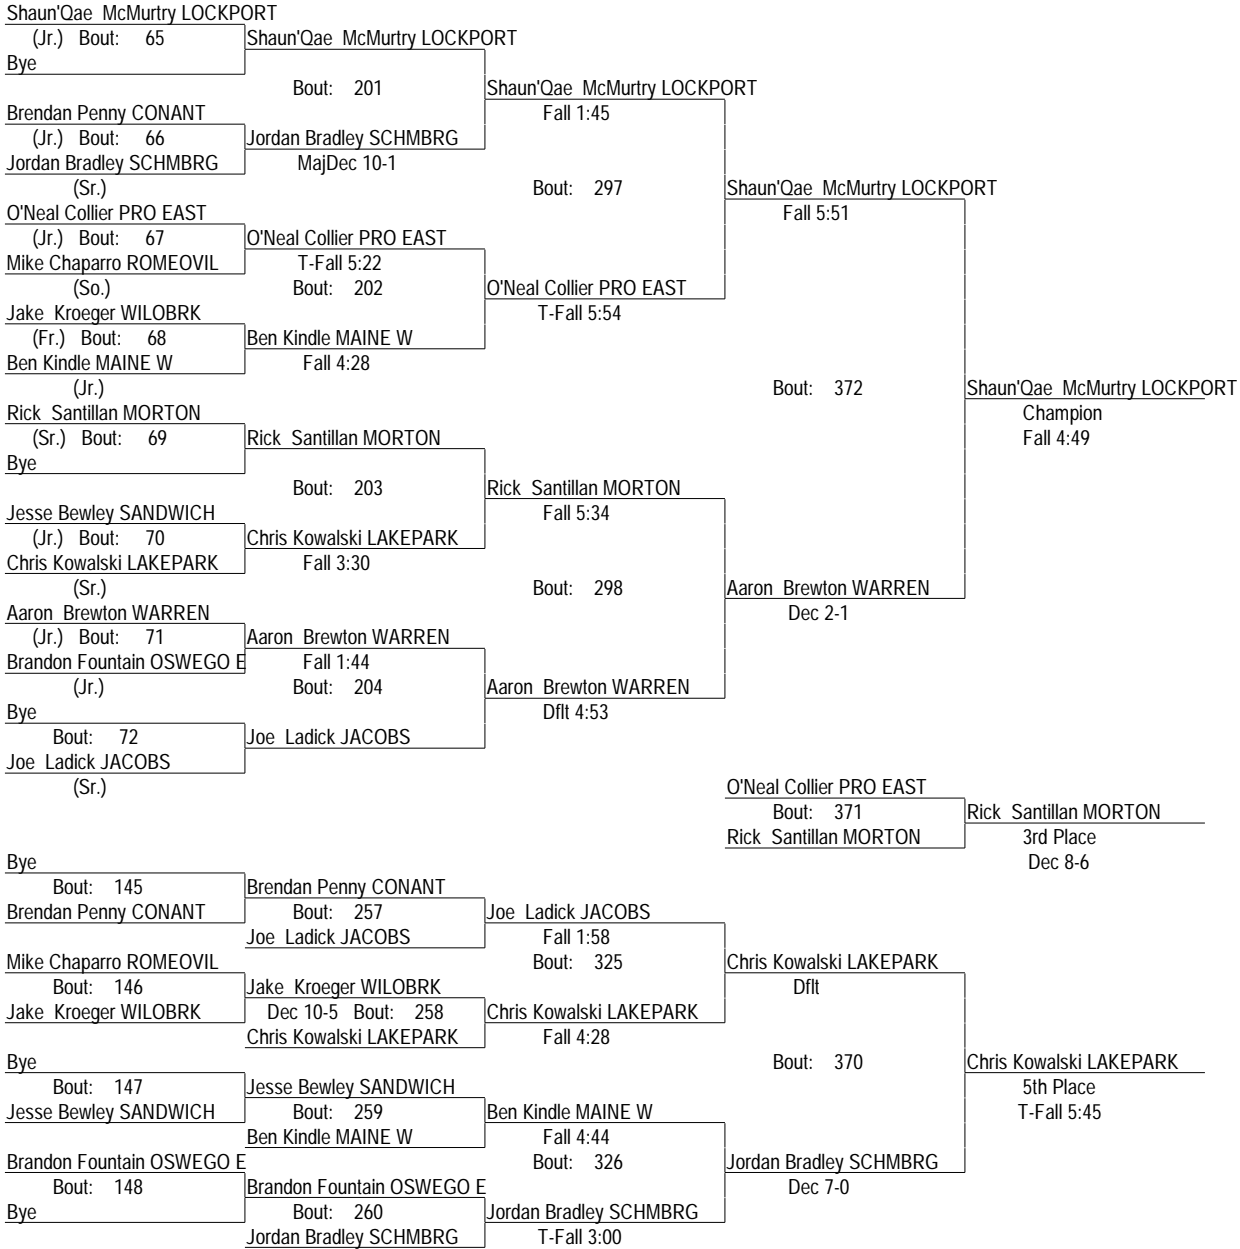 Shaun'Qae McMurtry LOCKPORT
(Jr.) Bout: 65 Shaun'Qae McMurtry LOCKPORT
Bye
Bout: 201 Shaun'Qae McMurtry LOCKPORT
Brendan Penny CONANT Fall 1:45
(Jr.) Bout: 66 Jordan Bradley SCHMBRG
Jordan Bradley SCHMBRG MajDec 10-1
(Sr.) Bout: 297 Shaun'Qae McMurtry LOCKPORT
O'Neal Collier PRO EAST Fall 5:51
(Jr.) Bout: 67 O'Neal Collier PRO EAST
Mike Chaparro ROMEOVIL T-Fall 5:22
(So.) Bout: 202 O'Neal Collier PRO EAST
Jake Kroeger WILOBRK T-Fall 5:54
(Fr.) Bout: 68 Ben Kindle MAINE W
Ben Kindle MAINE W Fall 4:28
(Jr.) Bout: 372 Shaun'Qae McMurtry LOCKPORT
Rick Santillan MORTON Champion
(Sr.) Bout: 69 Rick Santillan MORTON Fall 4:49
Bye
Bout: 203 Rick Santillan MORTON
Jesse Bewley SANDWICH Fall 5:34
(Jr.) Bout: 70 Chris Kowalski LAKEPARK
Chris Kowalski LAKEPARK Fall 3:30
(Sr.) Bout: 298 Aaron Brewton WARREN
Aaron Brewton WARREN Dec 2-1
(Jr.) Bout: 71 Aaron Brewton WARREN
Brandon Fountain OSWEGO E Fall 1:44
(Jr.) Bout: 204 Aaron Brewton WARREN
Bye Dflt 4:53
Bout: 72 Joe Ladick JACOBS
Joe Ladick JACOBS
(Sr.) O'Neal Collier PRO EAST
Bout: 371 Rick Santillan MORTON
Rick Santillan MORTON 3rd Place
Bye Dec 8-6
Bout: 145 Brendan Penny CONANT
Brendan Penny CONANT Bout: 257 Joe Ladick JACOBS
Joe Ladick JACOBS Fall 1:58
Mike Chaparro ROMEOVIL Bout: 325 Chris Kowalski LAKEPARK
Bout: 146 Jake Kroeger WILOBRK Dflt
Jake Kroeger WILOBRK Dec 10-5 Bout: 258 Chris Kowalski LAKEPARK
Chris Kowalski LAKEPARK Fall 4:28
Bye Bout: 370 Chris Kowalski LAKEPARK
Bout: 147 Jesse Bewley SANDWICH 5th Place
Jesse Bewley SANDWICH Bout: 259 Ben Kindle MAINE W T-Fall 5:45
Ben Kindle MAINE W Fall 4:44
Brandon Fountain OSWEGO E Bout: 326 Jordan Bradley SCHMBRG
Bout: 148 Brandon Fountain OSWEGO E Dec 7-0
Bye Bout: 260 Jordan Bradley SCHMBRG
Jordan Bradley SCHMBRG T-Fall 3:00